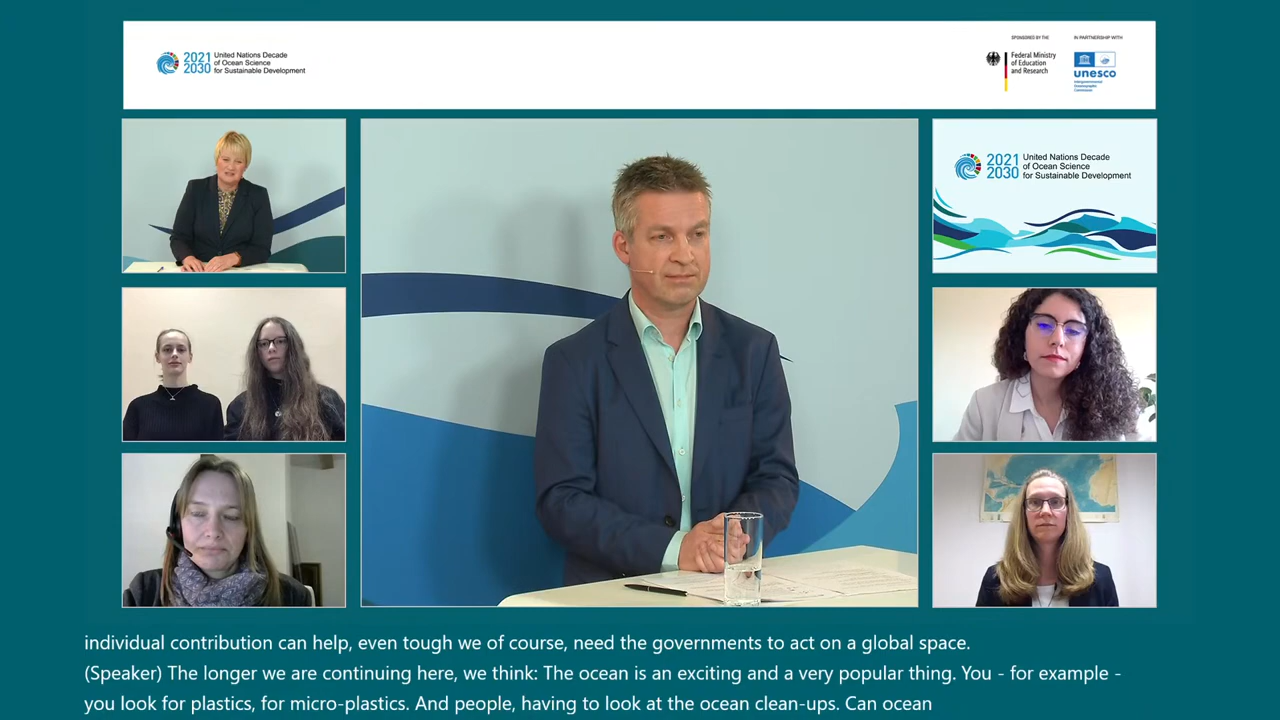 2021
2030
United Nations Decade
of Ocean Science
for Sustainable Development
SPONSORED BY THE
Federal Ministry
of Education
and Research
IN PARTNERSHIP WITH
unesco
Intergovernmental
Oceanographic
Commission
2021
2030
United Nations Decade
of Ocean Science
for Sustainable Development
individual contribution can help, even tough we of course, need the governments to act on a global space.
(Speaker) The longer we are continuing here, we think: The ocean is an exciting and a very popular thing. You - for example -
you look for plastics, for micro-plastics. And people, having to look at the ocean clean-ups. Can ocean